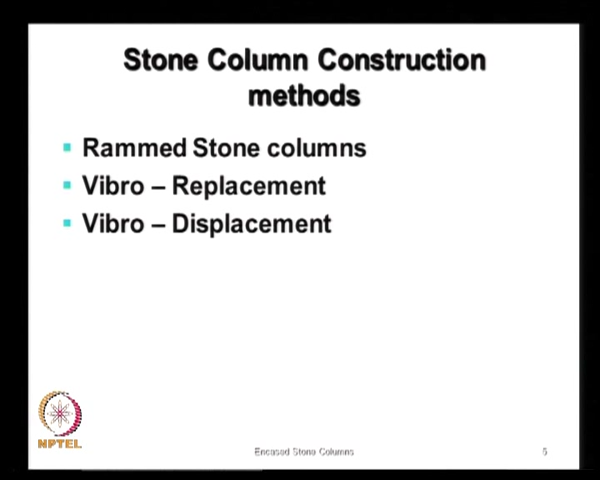 Stone Column Construction
methods
Rammed Stone columns
Vibro – Replacement
Vibro – Displacement
NPTEL
Encased Stone Columns
5